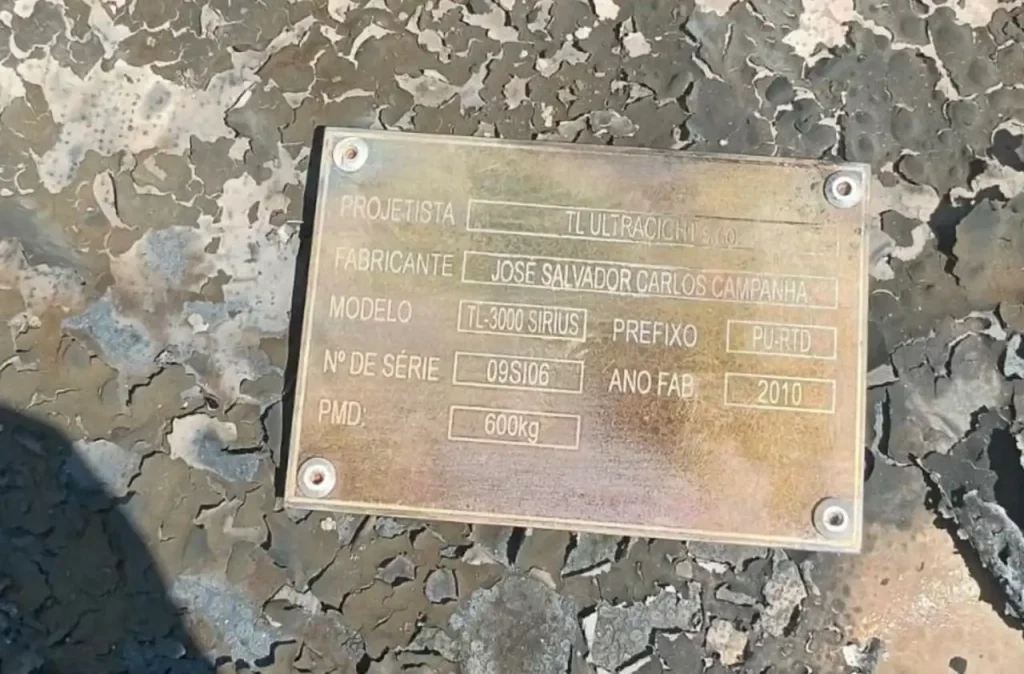 PROJETISTA TL ULTRACICHTS
FABRICANTE JOSÉ SALVADOR CARLOS CAMPANHA
MODELO TL-3000 SIRIUS PREFIXO PU-RTD
Nº DE SÉRIE 09SI06 ANO FAB. 2010
PMD: 600kg